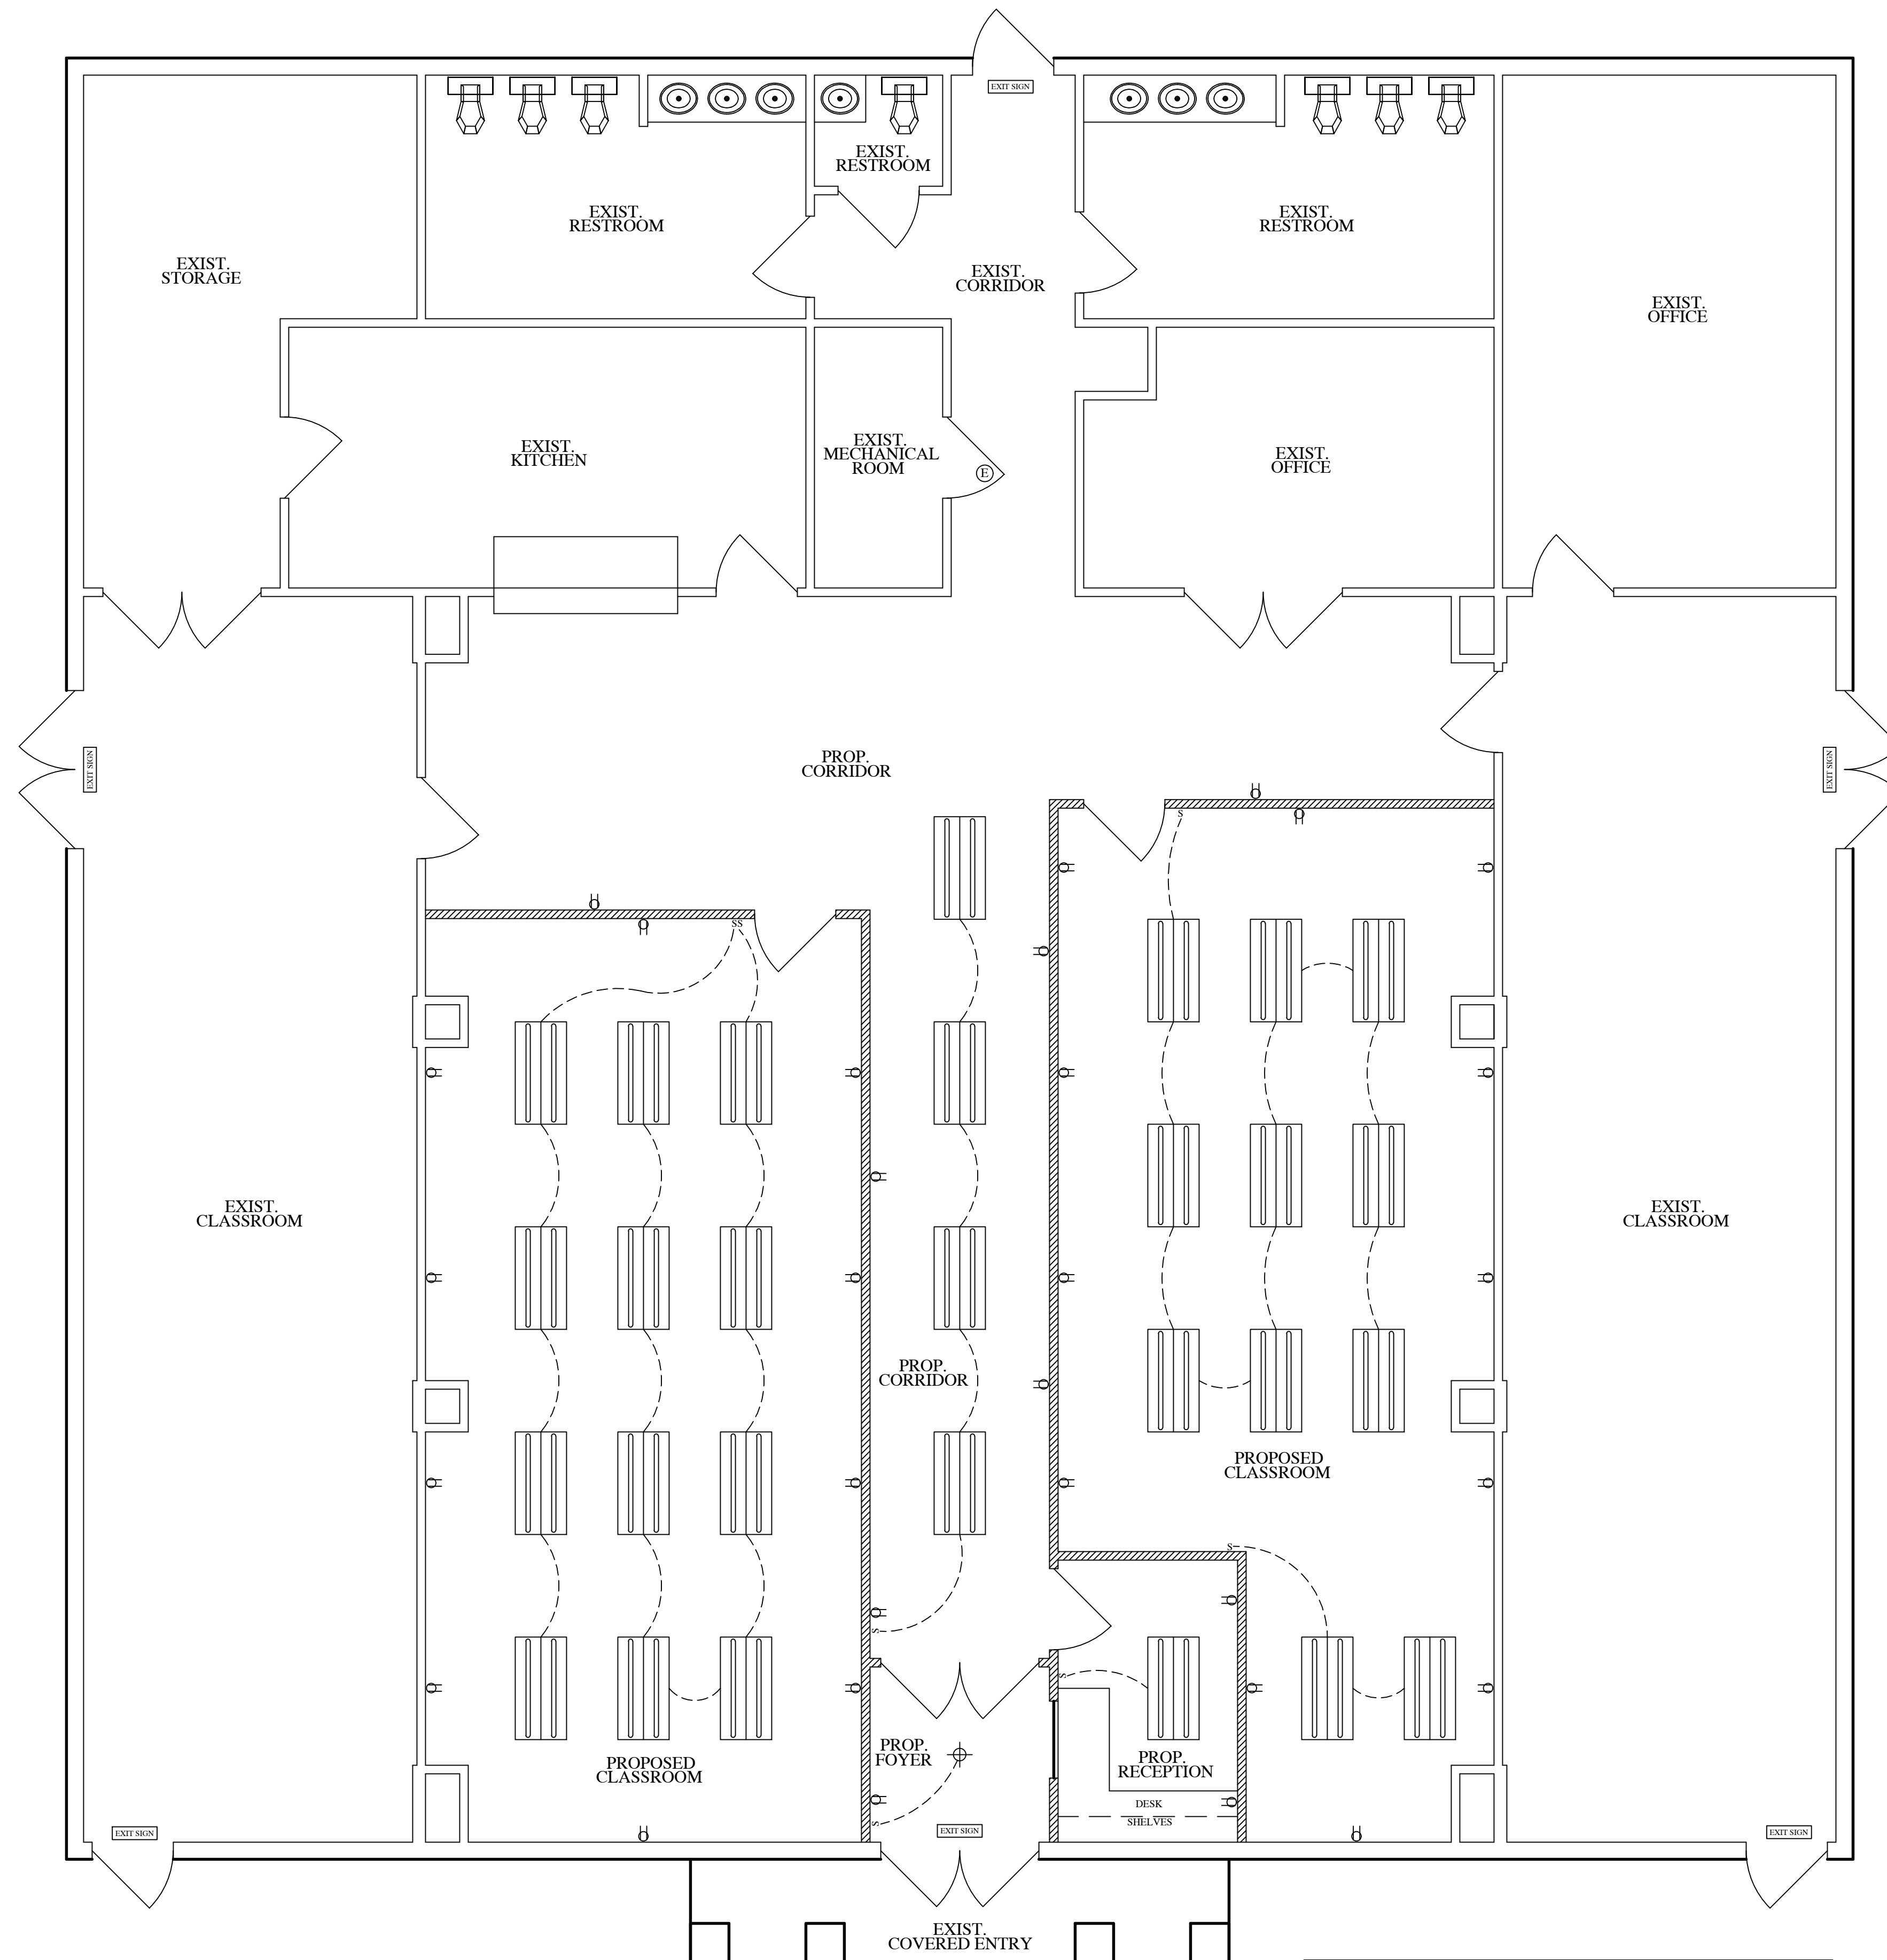 EXIT SIGN
EXIST.
RESTROOM
EXIST.
RESTROOM
EXIST.
RESTROOM
EXIST.
STORAGE
EXIST.
CORRIDOR
EXIST.
OFFICE
EXIST.
KITCHEN
EXIST.
MECHANICAL
ROOM
E
EXIST.
OFFICE
EXIT SIGN
PROP.
CORRIDOR
EXIT SIGN
S
SS
EXIST.
CLASSROOM
EXIST.
CLASSROOM
PROP.
CORRIDOR
PROPOSED
CLASSROOM
S
S
S
PROP.
FOYER
PROP.
RECEPTION
PROPOSED
CLASSROOM
DESK
SHELVES
S
EXIT SIGN
EXIT SIGN
EXIT SIGN
EXIST.
COVERED ENTRY